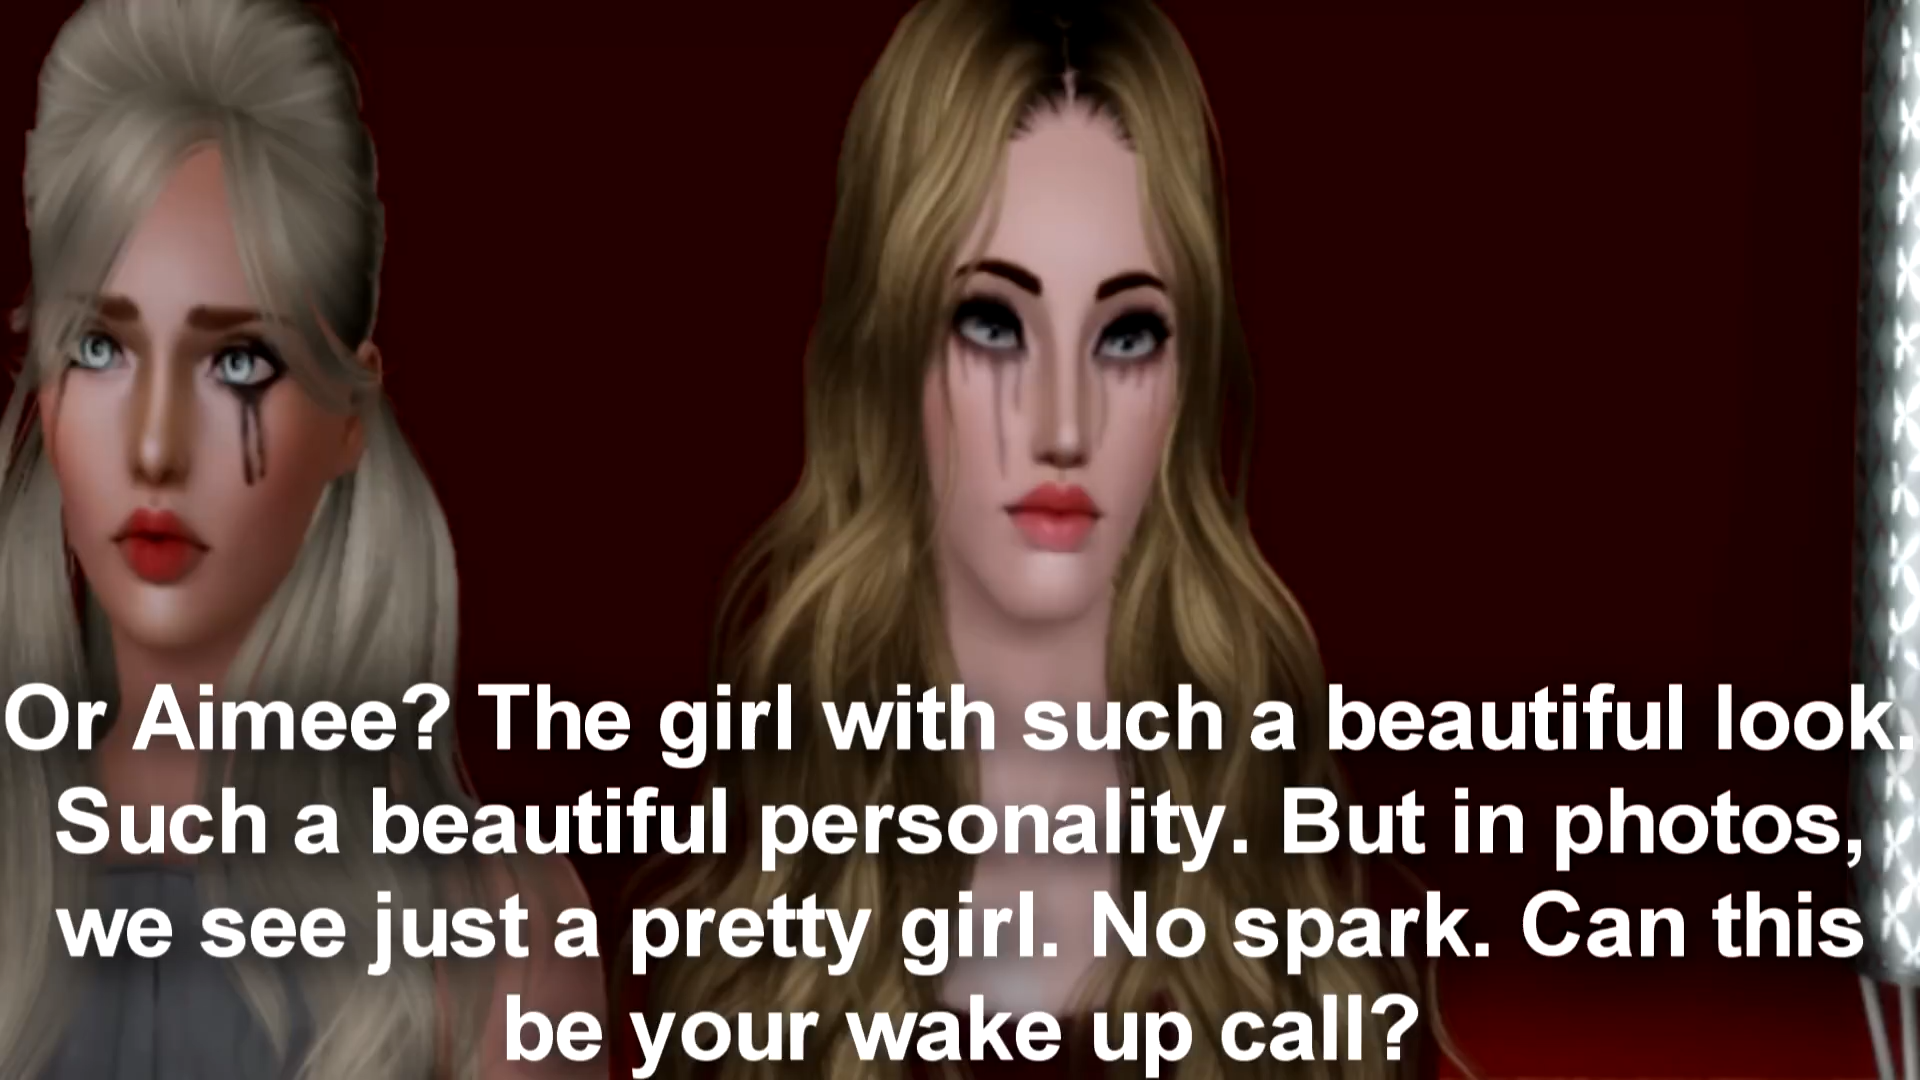 Or Aimee? The girl with such a beautiful look.
Such a beautiful personality. But in photos,
we see just a pretty girl. No spark. Can this
be your wake up call?